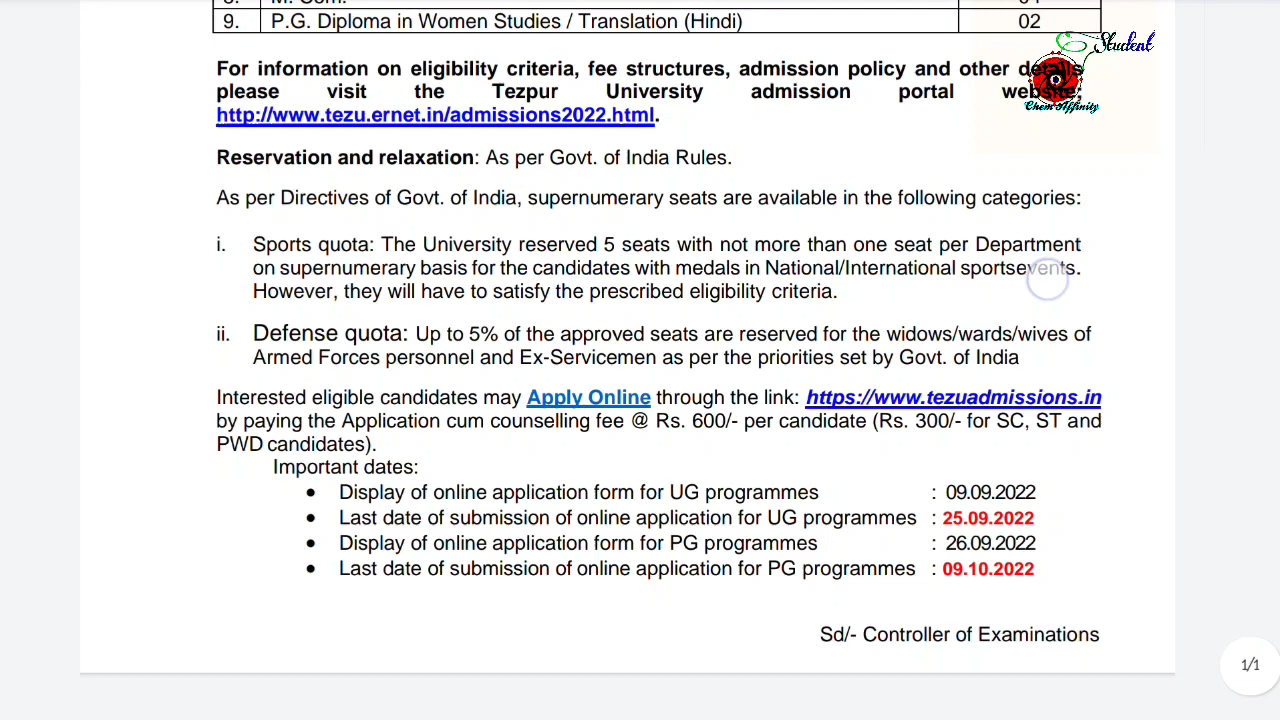 9. P.G. Diploma in Women Studies / Translation (Hindi) 02
Student
Chem Affinity
For information on eligibility criteria, fee structures, admission policy and other details
please visit the Tezpur University admission portal website:
http://www.tezu.ernet.in/admissions2022.html.
Reservation and relaxation: As per Govt. of India Rules.
As per Directives of Govt. of India, supernumerary seats are available in the following categories:
i. Sports quota: The University reserved 5 seats with not more than one seat per Department
on supernumerary basis for the candidates with medals in National/International sportsevents.
However, they will have to satisfy the prescribed eligibility criteria.
ii. Defense quota: Up to 5% of the approved seats are reserved for the widows/wards/wives of
Armed Forces personnel and Ex-Servicemen as per the priorities set by Govt. of India
Interested eligible candidates may Apply Online through the link: https://www.tezuadmissions.in
by paying the Application cum counselling fee @ Rs. 600/- per candidate (Rs. 300/- for SC, ST and
PWD candidates).
Important dates:
• Display of online application form for UG programmes : 09.09.2022
• Last date of submission of online application for UG programmes : 25.09.2022
• Display of online application form for PG programmes : 26.09.2022
• Last date of submission of online application for PG programmes : 09.10.2022
Sd/- Controller of Examinations
1/1